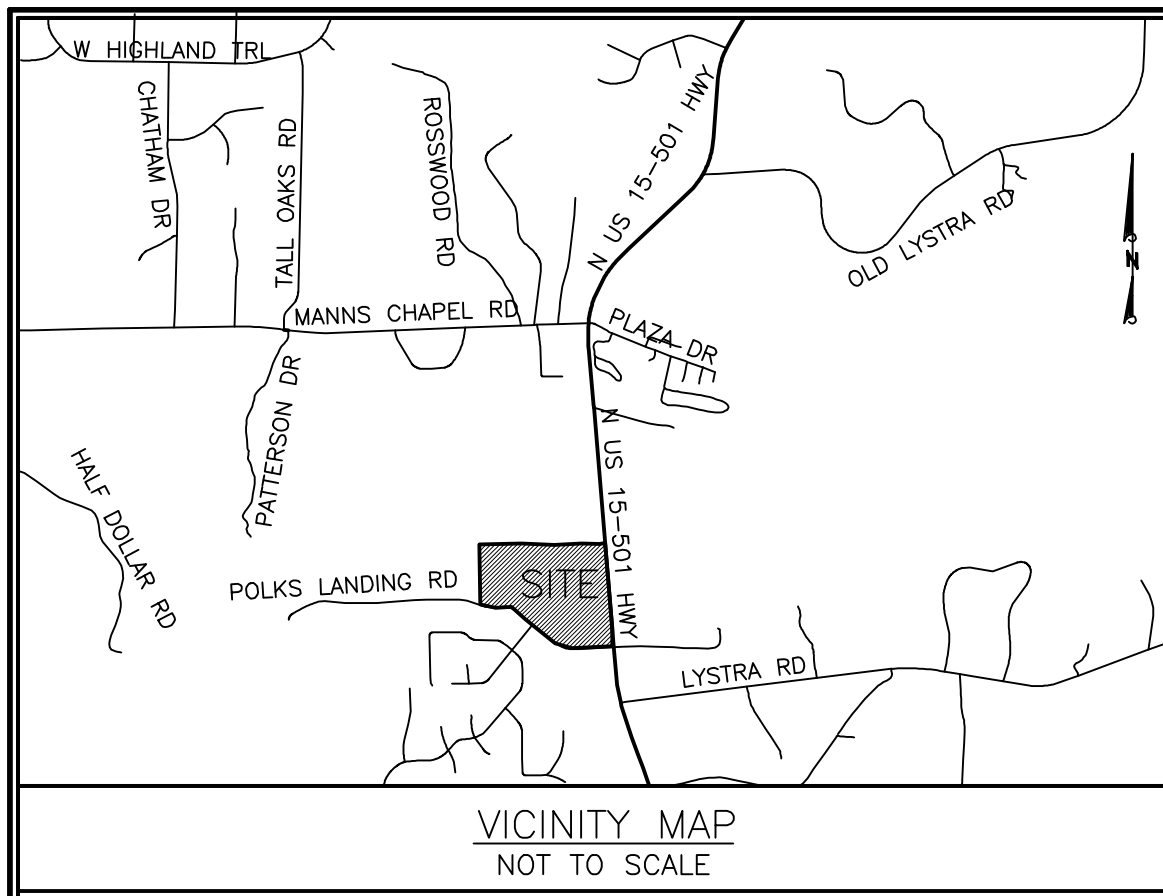 W HIGHLAND TRL
CHATHAM DR
TALL OAKS RD
ROSSWOOD RD
N US 15-501 HWY
OLD LYSTRA RD
N
MANNS CHAPEL RD
PLAZA DR
PATTERSON DR
N US 15-501 HWY
HALF DOLLAR RD
POLKS LANDING RD
SITE
LYSTRA RD
VICINITY MAP
NOT TO SCALE